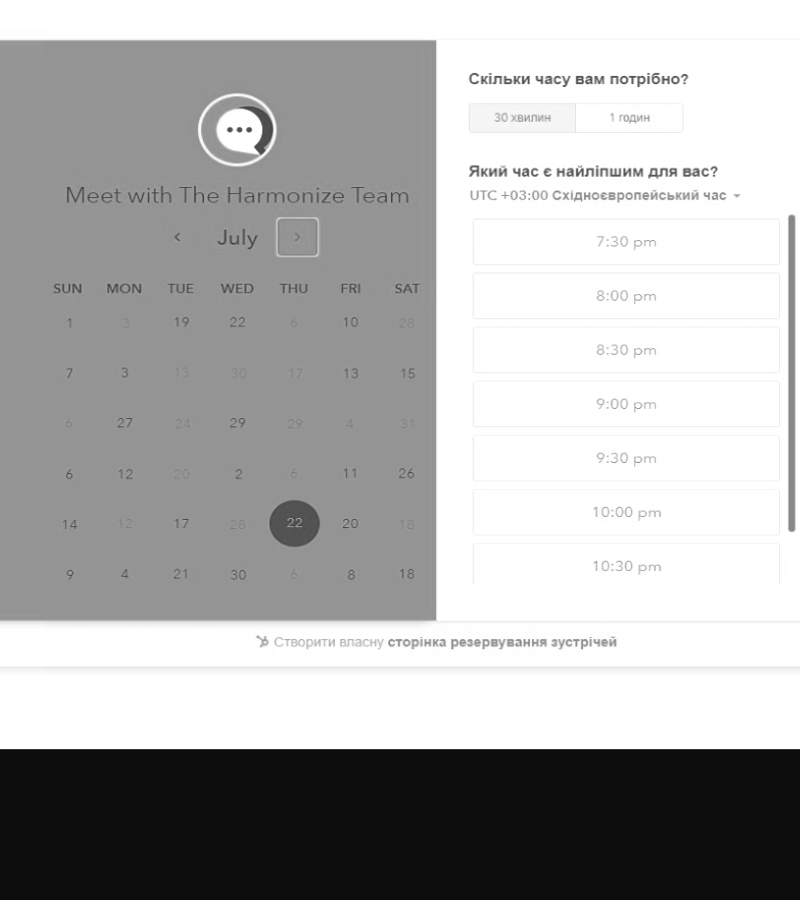 Meet with The Harmonize Team
July
SUN MON TUE WED THU FRI SAT
1 3 19 22 6 10 28
7 3 13 30 17 13 15
6 27 24 29 29 4 31
6 12 20 2 6 11 26
14 12 17 28 22 20 18
9 4 21 30 6 8 18
Скільки часу вам потрібно?
30 хвилин 1 годин
Який час є найліпшим для вас?
UTC +03:00 Східноєвропейський час
7:30 pm
8:00 pm
8:30 pm
9:00 pm
9:30 pm
10:00 pm
10:30 pm
Створити власну сторінка резервування зустрічей